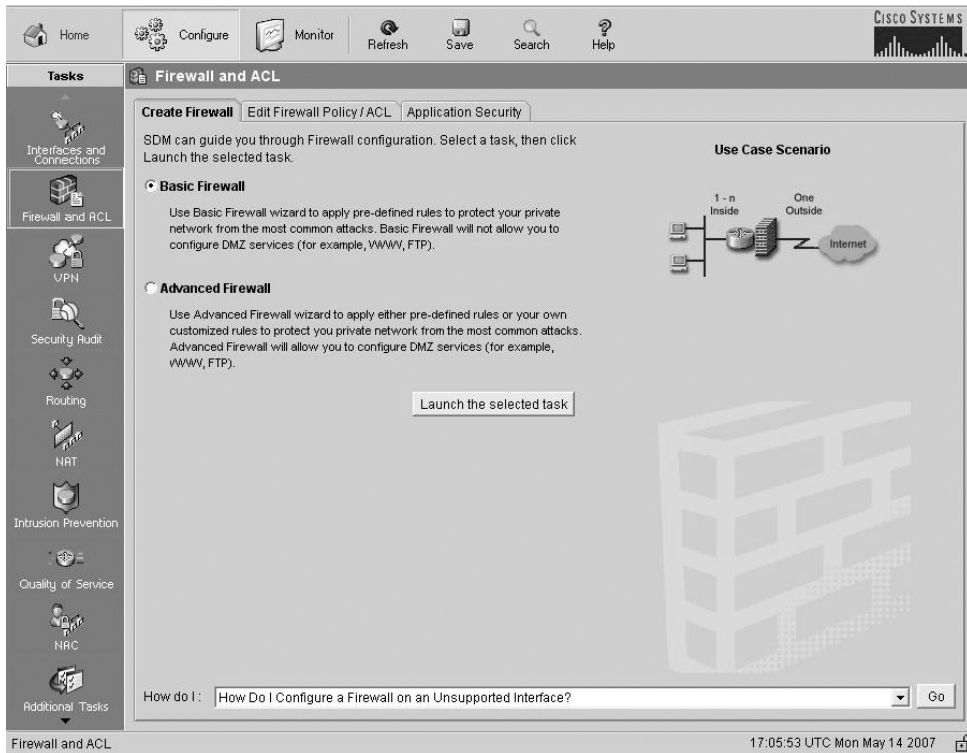 Home
Configure
Monitor
Refresh
Save
Search
Help
CISCO SYSTEMS
Tasks
Firewall and ACL
Interfaces and
Connections
Firewall and ACL
VPN
Security Audit
Routing
NAT
Intrusion Prevention
Quality of Service
NAC
Additional Tasks
Create Firewall
Edit Firewall Policy / ACL
Application Security
SDM can guide you through Firewall configuration. Select a task, then click
Launch the selected task.
Basic Firewall
Use Basic Firewall wizard to apply pre-defined rules to protect your private
network from the most common attacks. Basic Firewall will not allow you to
configure DMZ services (for example, WWW, FTP).
Advanced Firewall
Use Advanced Firewall wizard to apply either pre-defined rules or your own
customized rules to protect you private network from the most common attacks.
Advanced Firewall will allow you to configure DMZ services (for example,
WWW, FTP).
Launch the selected task
Use Case Scenario
1 - n
Inside
One
Outside
Internet
How do I :
How Do I Configure a Firewall on an Unsupported Interface?
Go
Firewall and ACL
17:05:53 UTC Mon May 14 2007